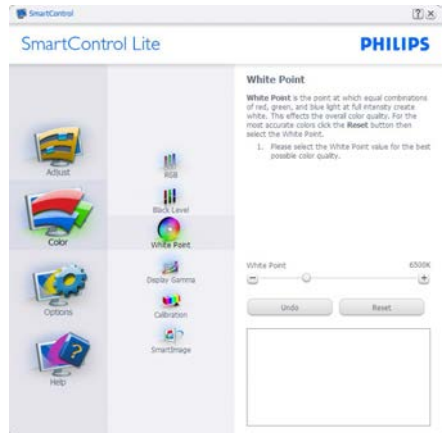 SmartControl
SmartControl Lite
PHILIPS
Adjust
Color
Options
Help
RGB
Black Level
White Point
Display Gamma
Calibration
SmartImage
White Point
White Point is the point at which equal combinations
of red, green, and blue light at full intensity create
white. This effects the overall color quality. For the
most accurate colors click the Reset button then
select the White Point.
1. Please select the White Point value for the best
possible color quality.
White Point 6500K
Undo Reset